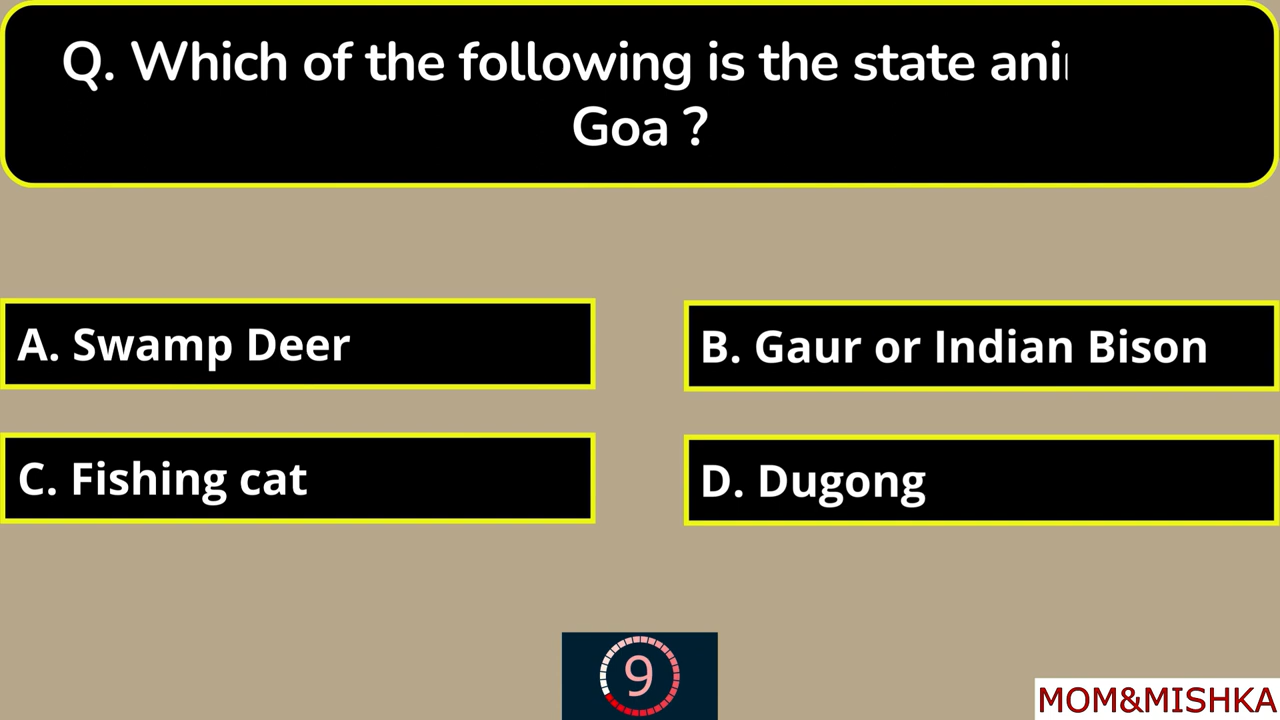 Q. Which of the following is the state
Goa ?
A. Swamp Deer
B. Gaur or Indian Bison
C. Fishing cat
D. Dugong
9
MOM&MISHKA